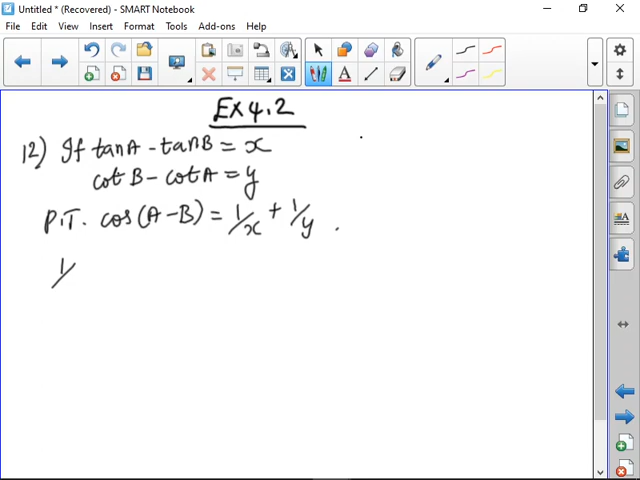 Untitled * (Recovered) - SMART Notebook
File Edit View Insert Format Tools Add-ons Help
EX 4.2
12) If tanA - tanB = x
cot B - cotA = y
P.T. cos(A-B) = 1/x + 1/y .
1/